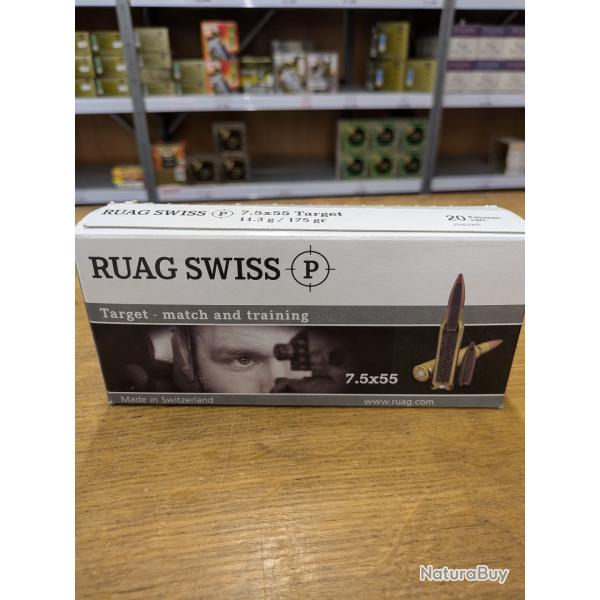 RUAG SWISS P 7.5x55 Target
11.3 g / 175 gr
20 Patronen
RUAG SWISS P
Target - match and training
7.5x55
Made in Switzerland
www.ruag.com
NaturaBuy